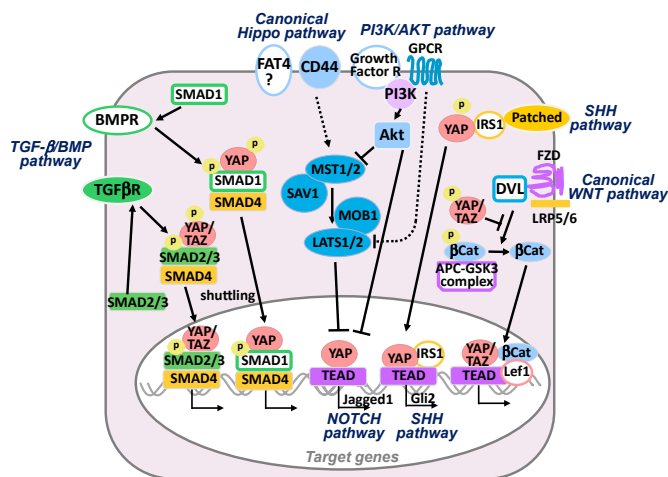 Canonical
Hippo pathway
PI3K/AKT pathway
FAT4
?
CD44
Growth
Factor R
GPCR
PI3K
Akt
SMAD1
BMPR
TGF-β/BMP
pathway
TGFβR
P
YAP
SMAD1
SMAD4
P
YAP/
TAZ
SMAD2/3
SMAD4
SMAD2/3
shuttling
MST1/2
SAV1
MOB1
LATS1/2
P
YAP
IRS1
Patched
SHH
pathway
FZD
Canonical
WNT pathway
DVL
LRP5/6
P
YAP/
TAZ
P
βCat
APC-GSK3
complex
βCat
P
YAP/
TAZ
SMAD2/3
SMAD4
YAP
P
SMAD1
SMAD4
YAP
TEAD
Jagged1
NOTCH
pathway
YAP
IRS1
TEAD
Gli2
SHH
pathway
YAP/
TAZ
βCat
TEAD
Lef1
Target genes